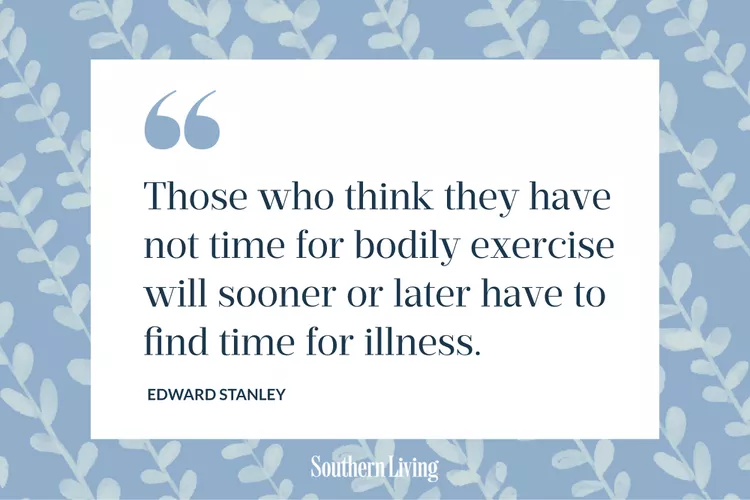 “
Those who think they have
not time for bodily exercise
will sooner or later have to
find time for illness.
EDWARD STANLEY
Southern Living